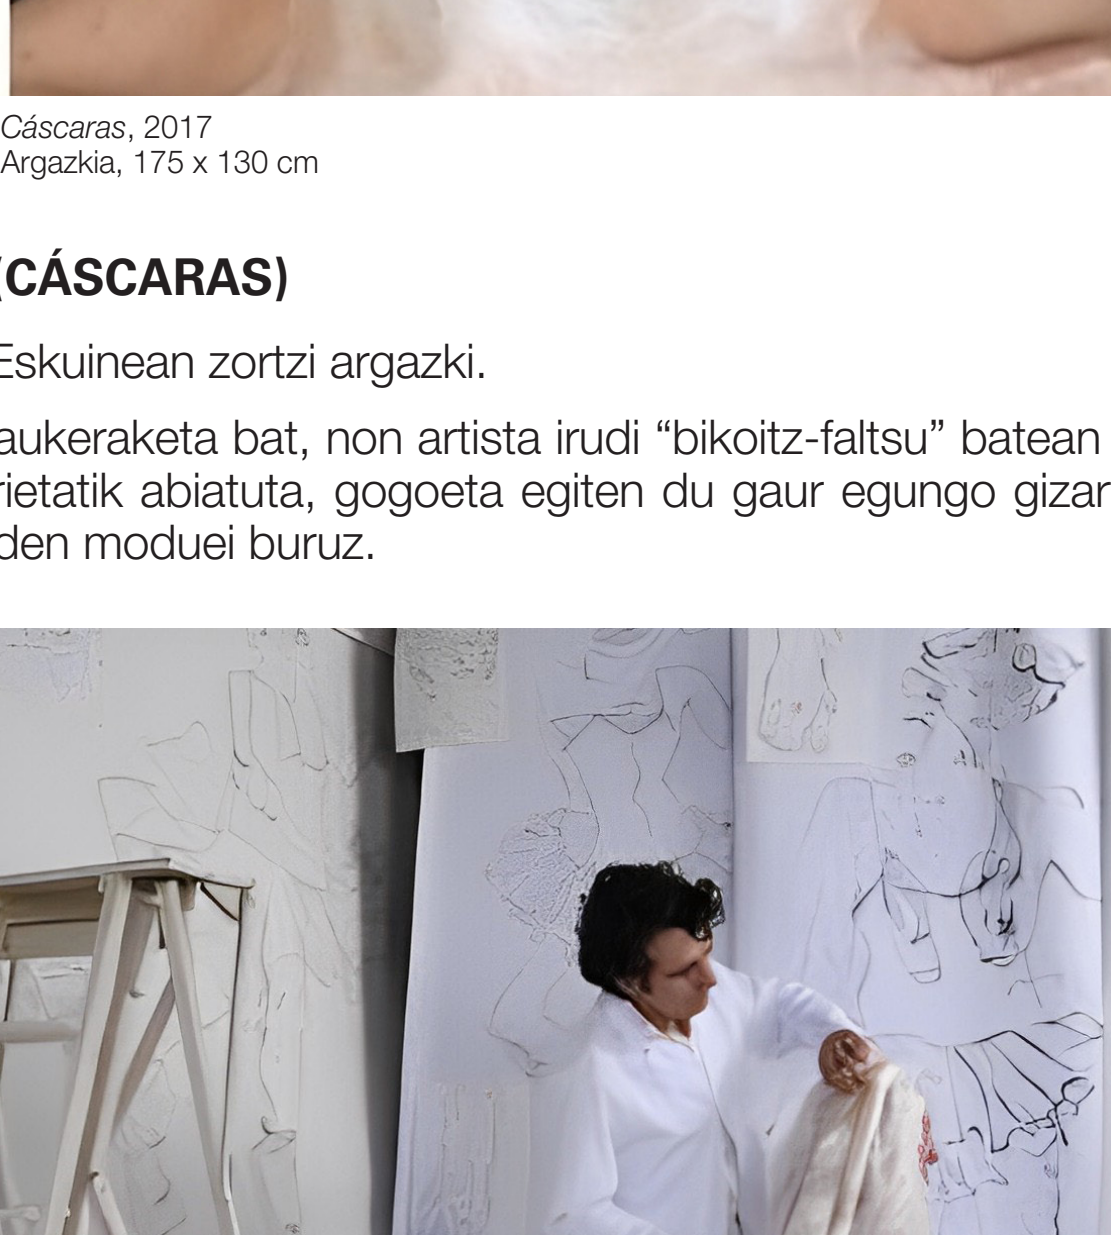 Cáscaras, 2017
Argazkia, 175 x 130 cm
(CÁSCARAS)
Eskuinean zortzi argazki.
aukeraketa bat, non artista irudi “bikoitz-faltsu” batean
rietatik abiatuta, gogoeta egiten du gaur egungo gizar
den moduei buruz.